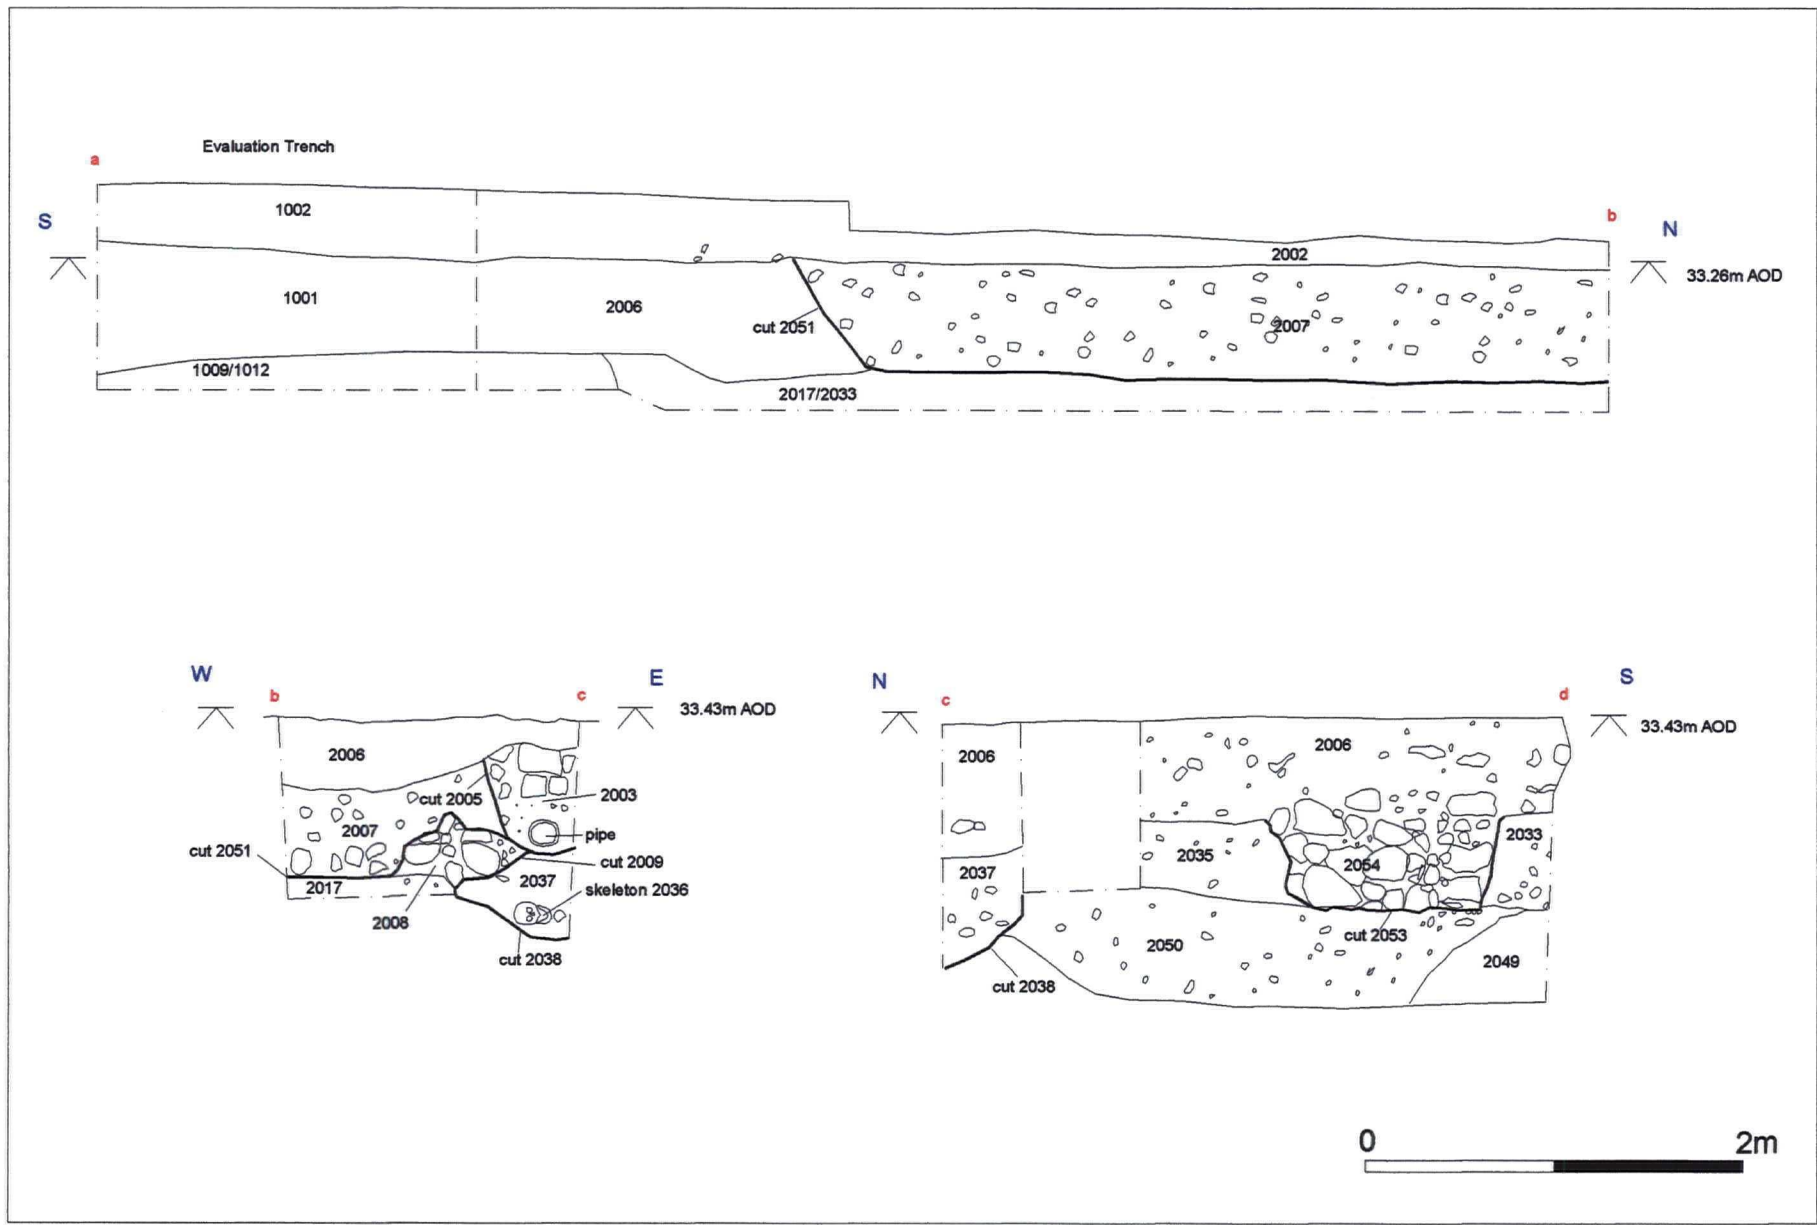 Evaluation Trench
a
S
1002
b
N
2002
33.26m AOD
1001
2006
cut 2051
2007
1009/1012
2017/2033
W
b
c
E
33.43m AOD
2006
cut 2005
2003
2007
pipe
cut 2051
cut 2009
2017
2037
skeleton 2036
2008
cut 2038
N
c
d
S
33.43m AOD
2006
2006
2035
2054
2033
2037
cut 2053
2050
2049
cut 2038
0
2m